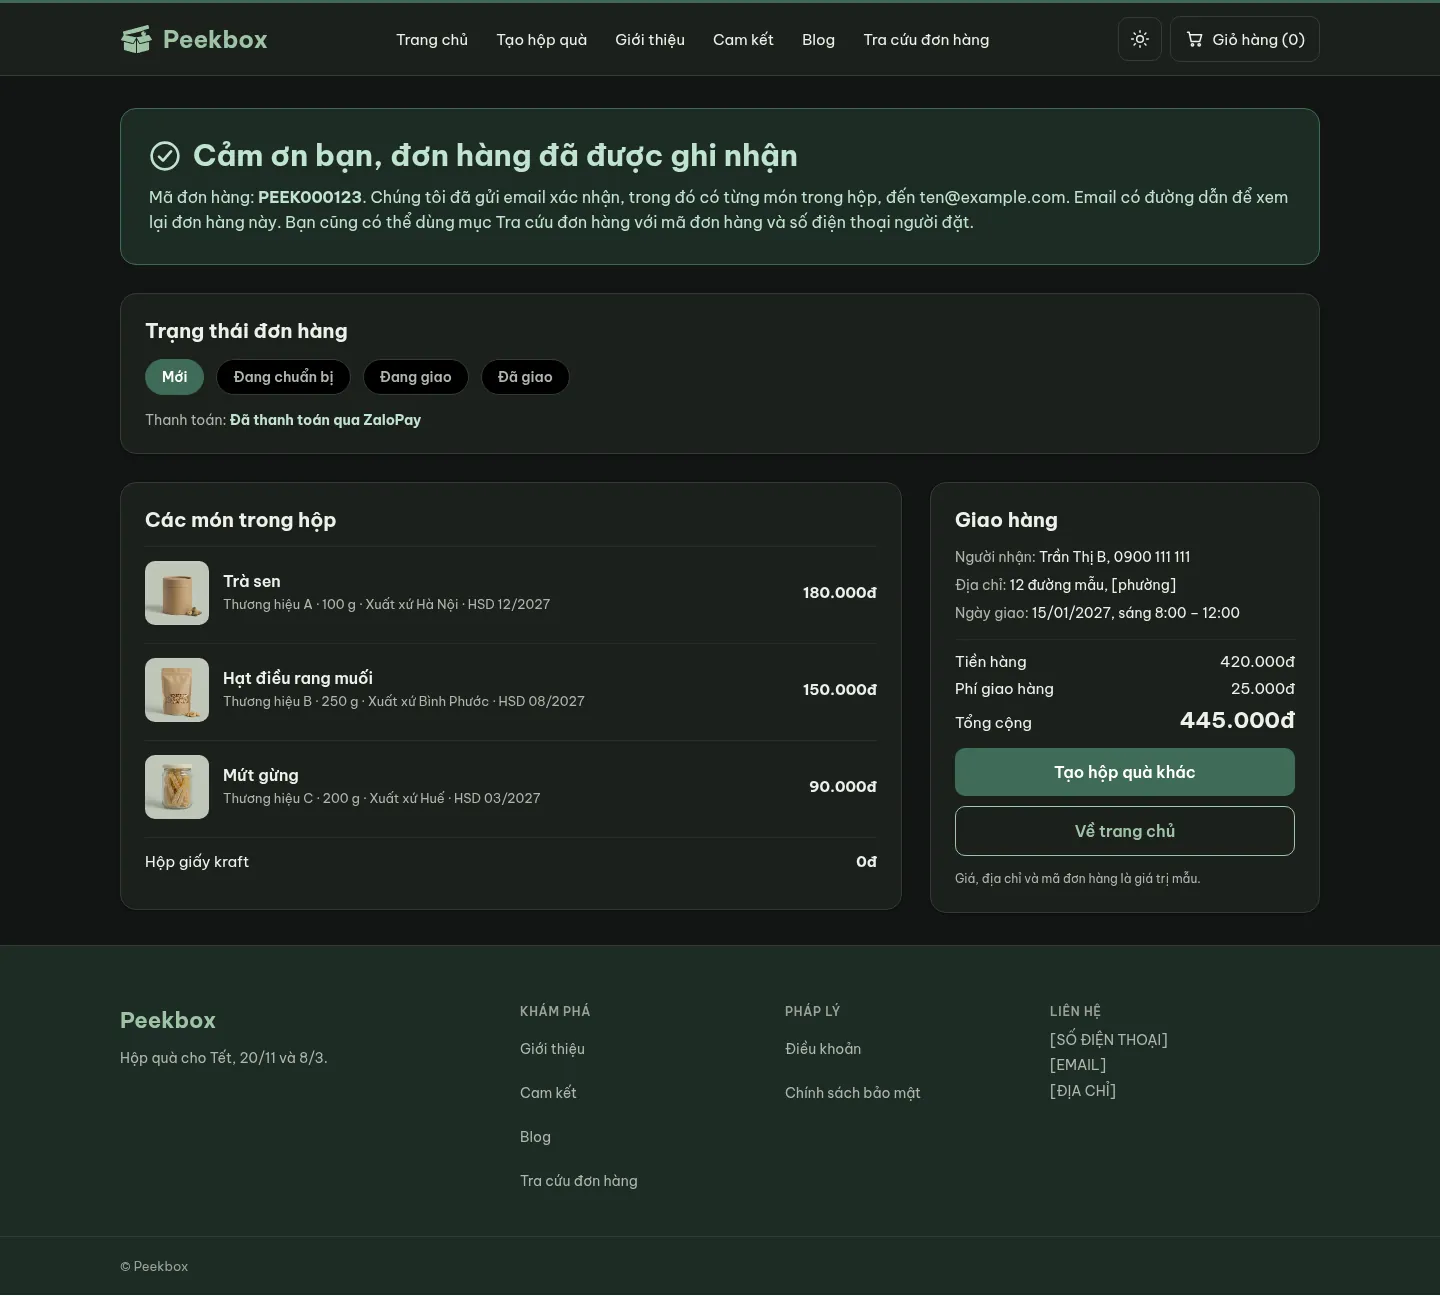 Peekbox
Trang chủ
Tạo hộp quà
Giới thiệu
Cam kết
Blog
Tra cứu đơn hàng
Giỏ hàng (0)
Cảm ơn bạn, đơn hàng đã được ghi nhận
Mã đơn hàng: PEEK000123. Chúng tôi đã gửi email xác nhận, trong đó có từng món trong hộp, đến ten@example.com. Email có đường dẫn để xem
lại đơn hàng này. Bạn cũng có thể dùng mục Tra cứu đơn hàng với mã đơn hàng và số điện thoại người đặt.
Trạng thái đơn hàng
Mới
Đang chuẩn bị
Đang giao
Đã giao
Thanh toán: Đã thanh toán qua ZaloPay
Các món trong hộp
Trà sen
Thương hiệu A · 100 g · Xuất xứ Hà Nội · HSD 12/2027
180.000đ
Hạt điều rang muối
Thương hiệu B · 250 g · Xuất xứ Bình Phước · HSD 08/2027
150.000đ
Mứt gừng
Thương hiệu C · 200 g · Xuất xứ Huế · HSD 03/2027
90.000đ
Hộp giấy kraft
0đ
Giao hàng
Người nhận: Trần Thị B, 0900 111 111
Địa chỉ: 12 đường mẫu, [phường]
Ngày giao: 15/01/2027, sáng 8:00 – 12:00
Tiền hàng
420.000đ
Phí giao hàng
25.000đ
Tổng cộng
445.000đ
Tạo hộp quà khác
Về trang chủ
Giá, địa chỉ và mã đơn hàng là giá trị mẫu.
Peekbox
Hộp quà cho Tết, 20/11 và 8/3.
KHÁM PHÁ
Giới thiệu
Cam kết
Blog
Tra cứu đơn hàng
PHÁP LÝ
Điều khoản
Chính sách bảo mật
LIÊN HỆ
[SỐ ĐIỆN THOẠI]
[EMAIL]
[ĐỊA CHỈ]
© Peekbox